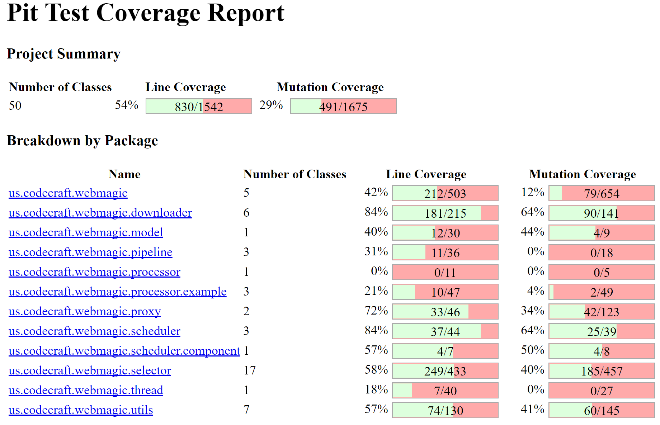 Pit Test Coverage Report
Project Summary
Number of Classes Line Coverage Mutation Coverage
50 54% 830/1542 29% 491/1675
Breakdown by Package
Name Number of Classes Line Coverage Mutation Coverage
us.codecraft.webmagic 5 42% 212/503 12% 79/654
us.codecraft.webmagic.downloader 6 84% 181/215 64% 90/141
us.codecraft.webmagic.model 1 40% 12/30 44% 4/9
us.codecraft.webmagic.pipeline 3 31% 11/36 0% 0/18
us.codecraft.webmagic.processor 1 0% 0/11 0% 0/5
us.codecraft.webmagic.processor.example 3 21% 10/47 4% 2/49
us.codecraft.webmagic.proxy 2 72% 33/46 34% 42/123
us.codecraft.webmagic.scheduler 3 84% 37/44 64% 25/39
us.codecraft.webmagic.scheduler.component 1 57% 4/7 50% 4/8
us.codecraft.webmagic.selector 17 58% 249/433 40% 185/457
us.codecraft.webmagic.thread 1 18% 7/40 0% 0/27
us.codecraft.webmagic.utils 7 57% 74/130 41% 60/145